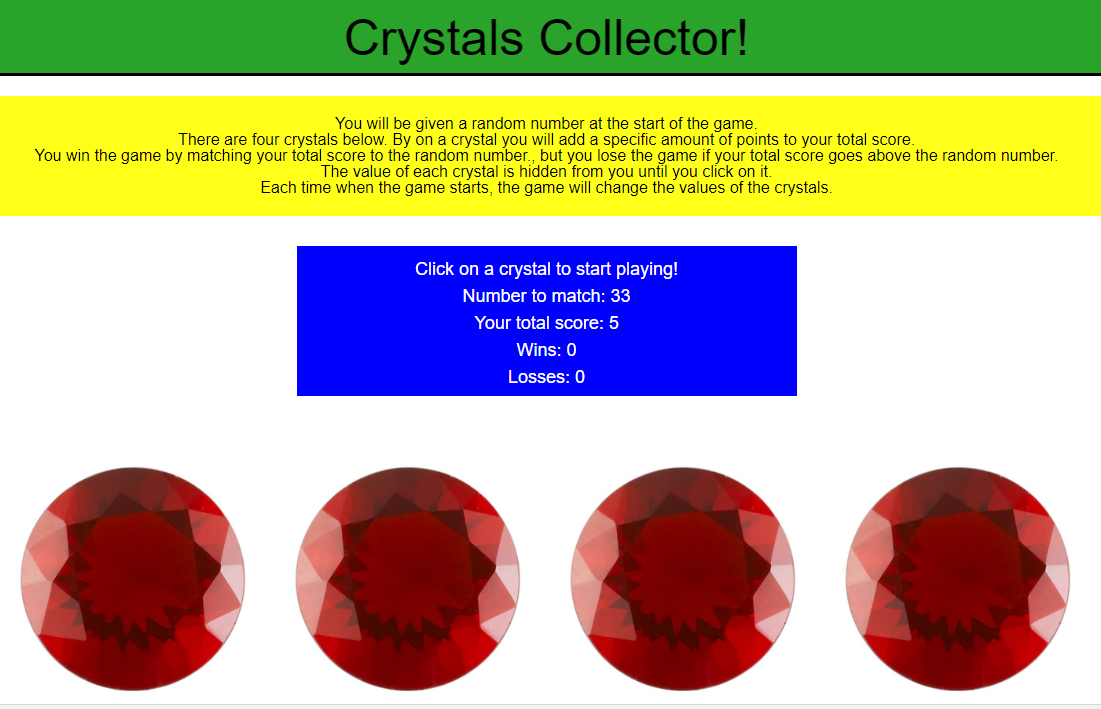 Crystals Collector!
You will be given a random number at the start of the game.
There are four crystals below. By on a crystal you will add a specific amount of points to your total score.
You win the game by matching your total score to the random number., but you lose the game if your total score goes above the random number.
The value of each crystal is hidden from you until you click on it.
Each time when the game starts, the game will change the values of the crystals.
Click on a crystal to start playing!
Number to match: 33
Your total score: 5
Wins: 0
Losses: 0